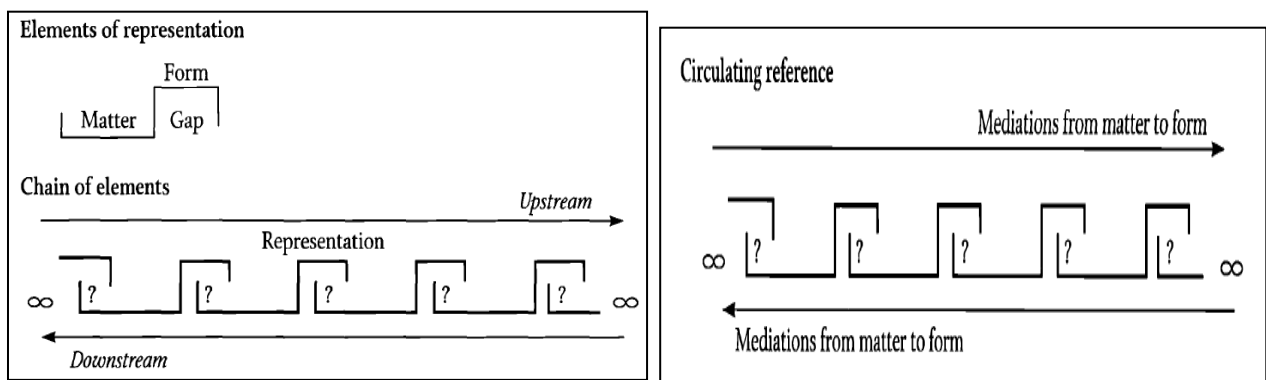 Elements of representation
Form
Matter Gap
Chain of elements
Upstream
Representation
∞ ? ? ? ? ? ∞
Downstream
Circulating reference
Mediations from matter to form
∞ ? ? ? ? ? ∞
Mediations from matter to form